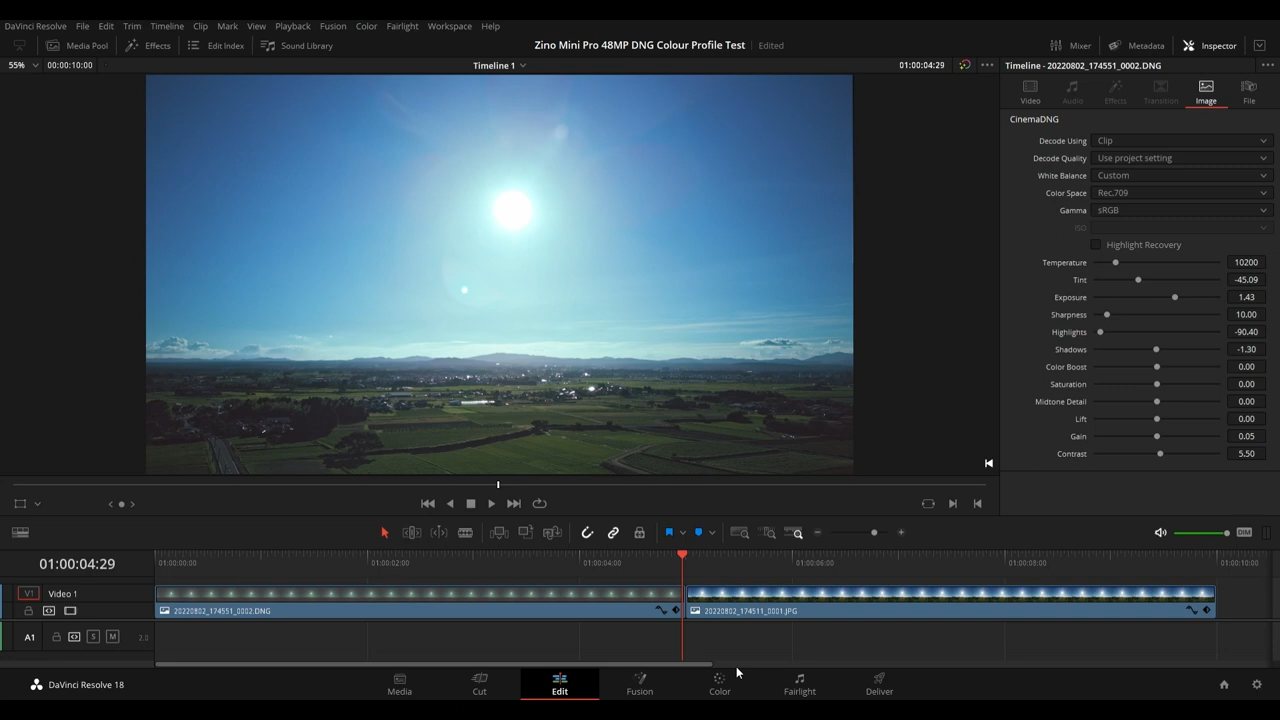 DaVinci Resolve File Edit Trim Timeline Clip Mark View Playback Fusion Color Fairlight Workspace Help
Media Pool Effects Edit Index Sound Library Zino Mini Pro 48MP DNG Colour Profile Test Edited Mixer Metadata Inspector
55% 00:00:10:00 Timeline 1 01:00:04:29 Timeline - 20220802_174551_0002.DNG
Video Audio Effects Transition Image File
CinemaDNG
Decode Using Clip
Decode Quality Use project setting
White Balance Custom
Color Space Rec.709
Gamma sRGB
ISO
Highlight Recovery
Temperature 10200
Tint -45.09
Exposure 1.43
Sharpness 10.00
Highlights -90.40
Shadows -1.30
Color Boost 0.00
Saturation 0.00
Midtone Detail 0.00
Lift 0.00
Gain 0.05
Contrast 5.50
DIM
01:00:04:29 01:00:00:00 01:00:02:00 01:00:04:00 01:00:06:00 01:00:08:00 01:00:10:00
V1 Video 1
20220802_174551_0002.DNG 20220802_174511_0001.JPG
A1 S M 2.0
DaVinci Resolve 18 Media Cut Edit Fusion Color Fairlight Deliver